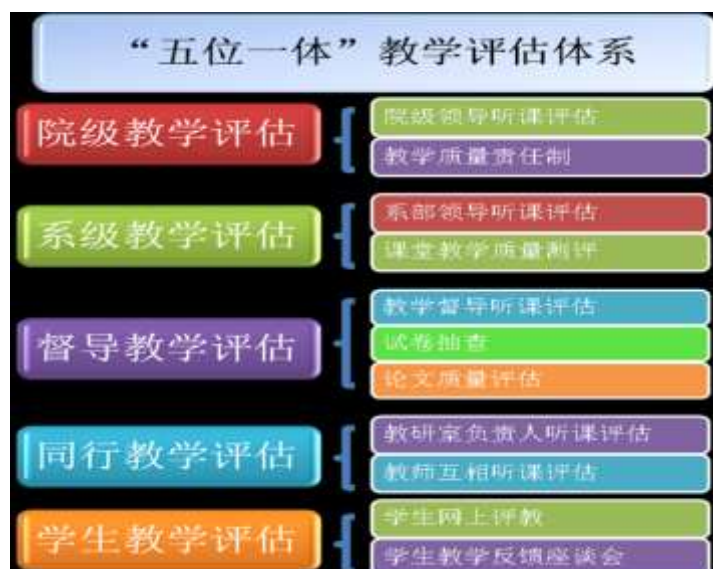 “五位一体”教学评估体系
院级教学评估
院级领导听课评估
教学质量责任制
系级教学评估
系部领导听课评估
课堂教学质量测评
督导教学评估
教学督导听课评估
试卷抽查
论文质量评估
同行教学评估
教研室负责人听课评估
教师互相听课评估
学生教学评估
学生网上评教
学生教学反馈座谈会